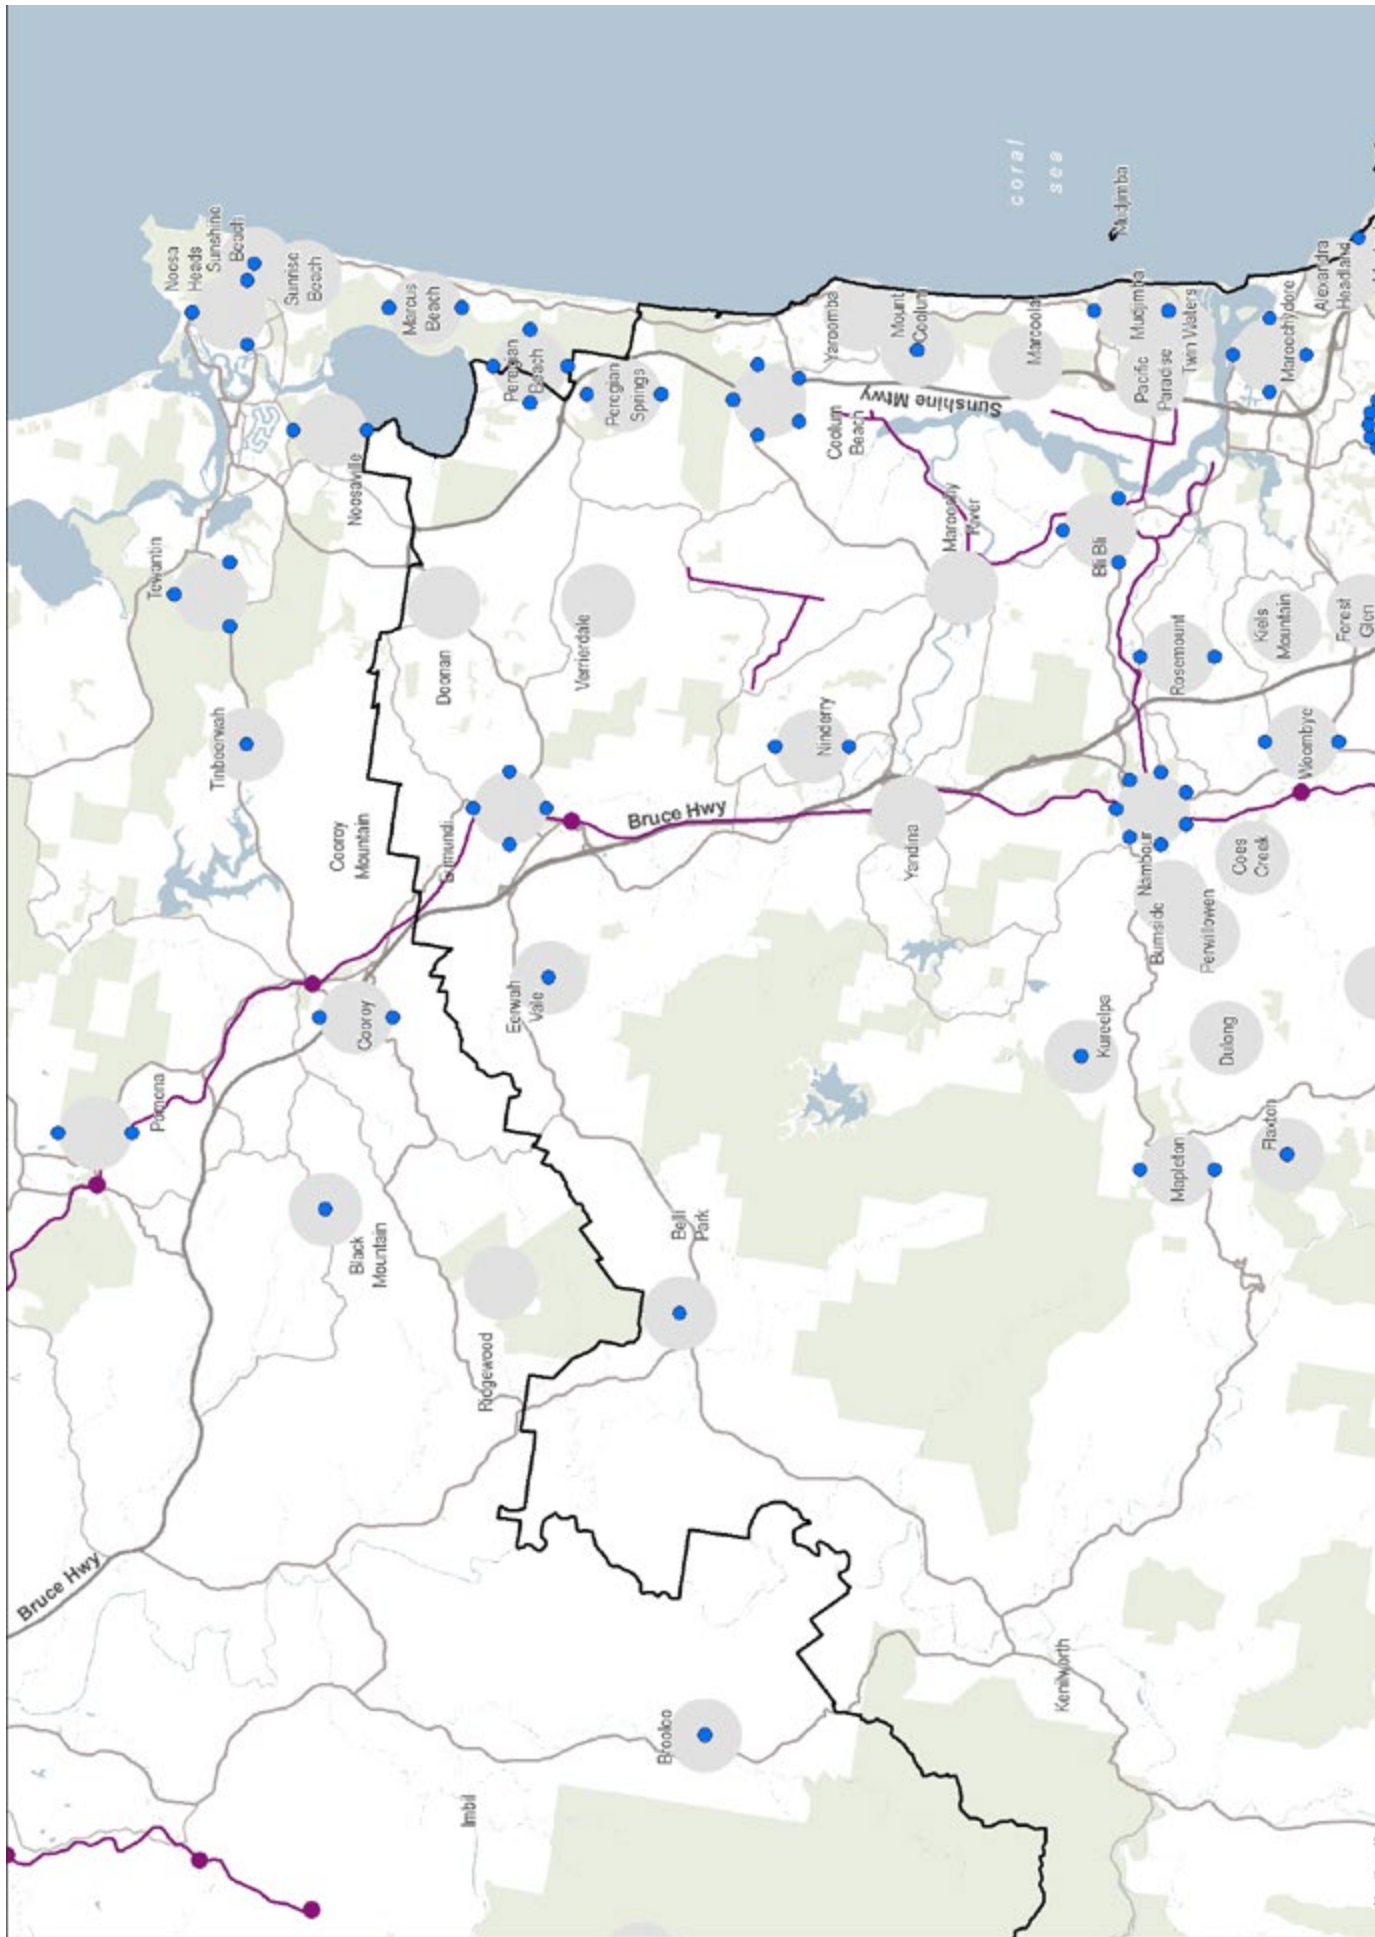 coral
sea
Mudjimba
Noosa
Heads
Sunshine
Beach
Sunrise
Beach
Marcus
Beach
Peregian
Beach
Peregian
Springs
Yaroomba
Mount
Coolum
Marcoola
Mudjimba
Pacific
Paradise
Twin Waters
Maroochydore
Alexandra
Headland
Sunshine Mtwy
Coolum
Beach
Noosaville
Tewantin
Maroochy
River
Bli Bli
Doonan
Verrierdale
Rosemount
Kiels
Mountain
Forest
Glen
Tinbeerwah
Ninderry
Woombye
Cooroy
Mountain
Eumundi
Bruce Hwy
Yandina
Nambour
Burnside
Coes
Creek
Perwillowen
Eerwah
Vale
Cooroy
Kureelpa
Dulong
Pomona
Mapleton
Flaxton
Black
Mountain
Belli
Park
Ridgewood
Bruce Hwy
Kenilworth
Brooloo
Imbil